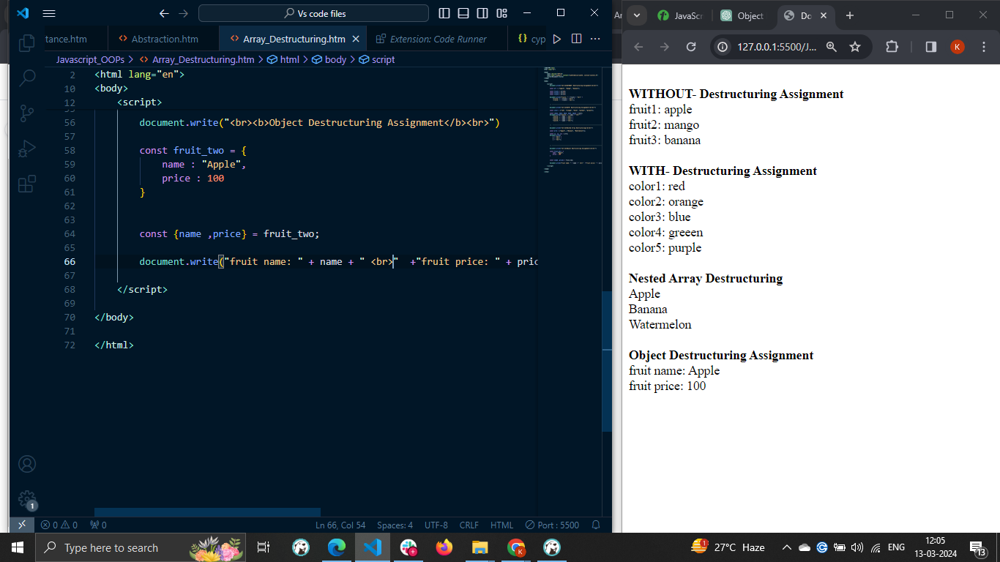 Vs code files
tance.htm
Abstraction.htm
Array_Destructuring.htm
Extension: Code Runner
cyp
Javascript_OOPs > Array_Destructuring.htm > html > body > script
2 <html lang="en">
10 <body>
12 <script>
56 document.write("<br><b>Object Destructuring Assignment</b><br>")
57
58 const fruit_two = {
59 name : "Apple",
60 price : 100
61 }
62
63
64 const {name ,price} = fruit_two;
65
66 document.write("fruit name: " + name + " <br>"  +"fruit price: " + pric
67
68 </script>
69
70 </body>
71
72 </html>
1
0 0 0
Ln 66, Col 54
Spaces: 4
UTF-8
CRLF
HTML
Port : 5500
Ar
JavaScr
Object
Do
127.0.0.1:5500/J...
K
WITHOUT- Destructuring Assignment
fruit1: apple
fruit2: mango
fruit3: banana
WITH- Destructuring Assignment
color1: red
color2: orange
color3: blue
color4: greeen
color5: purple
Nested Array Destructuring
Apple
Banana
Watermelon
Object Destructuring Assignment
fruit name: Apple
fruit price: 100
Type here to search
K
1
27°C Haze
ENG
12:05
13-03-2024
13